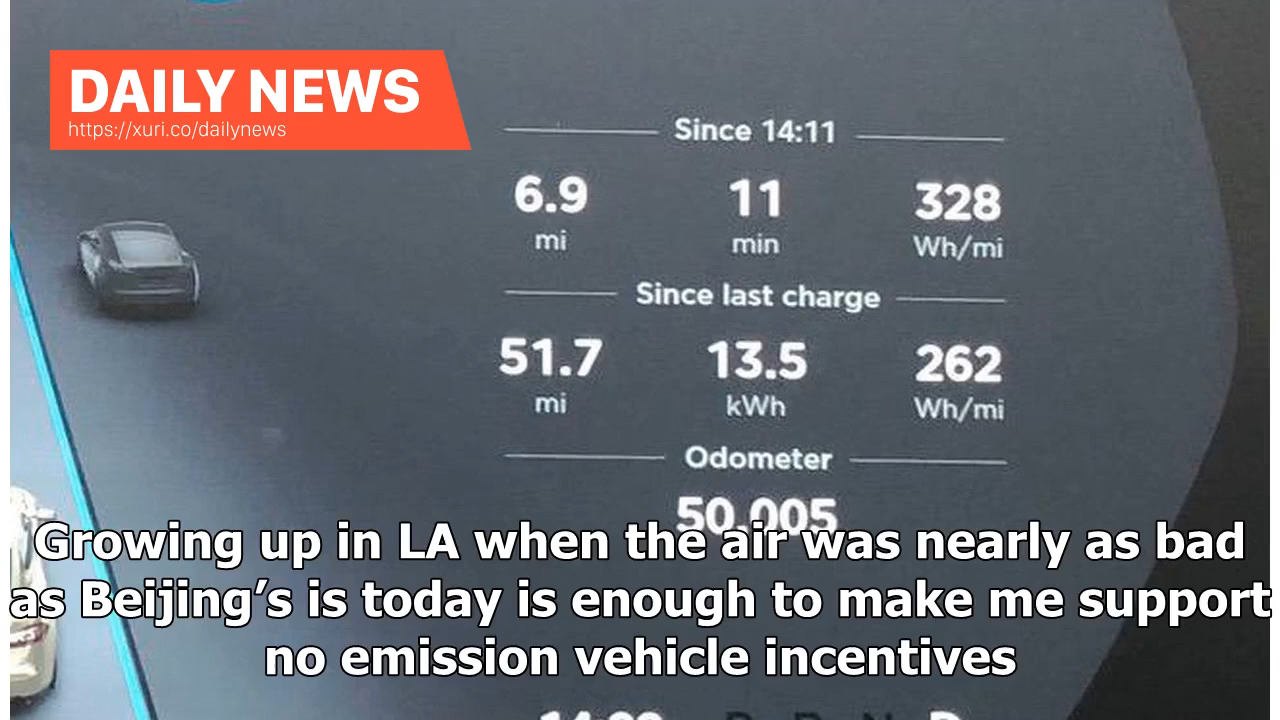 DAILY NEWS
https://xuri.co/dailynews
Since 14:11
6.9 11 328
mi min Wh/mi
Since last charge
51.7 13.5 262
mi kWh Wh/mi
Odometer
50,005
Growing up in LA when the air was nearly as bad
as Beijing’s is today is enough to make me support
no emission vehicle incentives